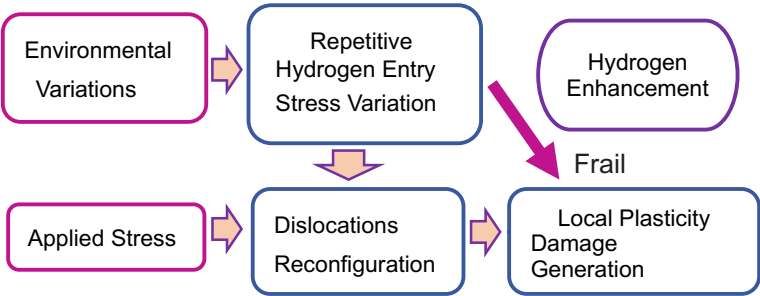 Environmental
Variations
Repetitive
Hydrogen Entry
Stress Variation
Hydrogen
Enhancement
Frail
Applied Stress
Dislocations
Reconfiguration
Local Plasticity
Damage
Generation